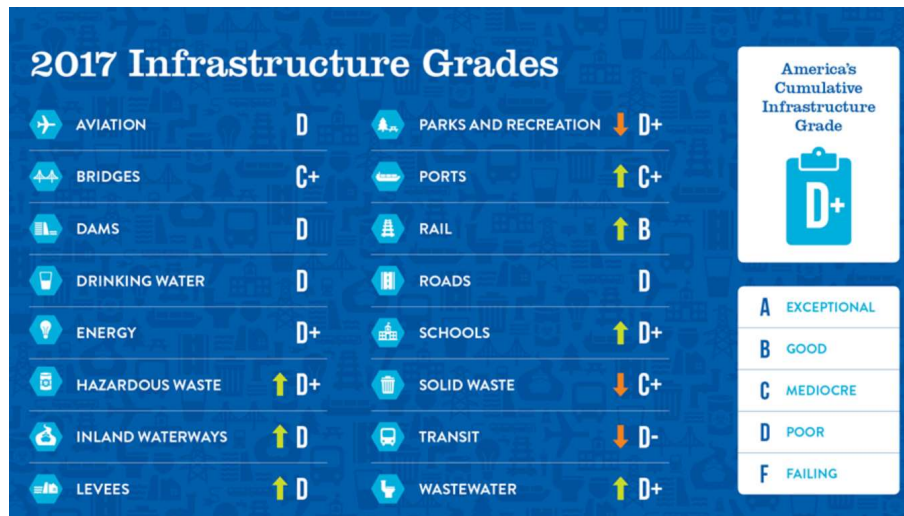 2017 Infrastructure Grades
AVIATION D
BRIDGES C+
DAMS D
DRINKING WATER D
ENERGY D+
HAZARDOUS WASTE D+
INLAND WATERWAYS D
LEVEES D
PARKS AND RECREATION D+
PORTS C+
RAIL B
ROADS D
SCHOOLS D+
SOLID WASTE C+
TRANSIT D-
WASTEWATER D+
America's
Cumulative
Infrastructure
Grade
D+
A EXCEPTIONAL
B GOOD
C MEDIOCRE
D POOR
F FAILING